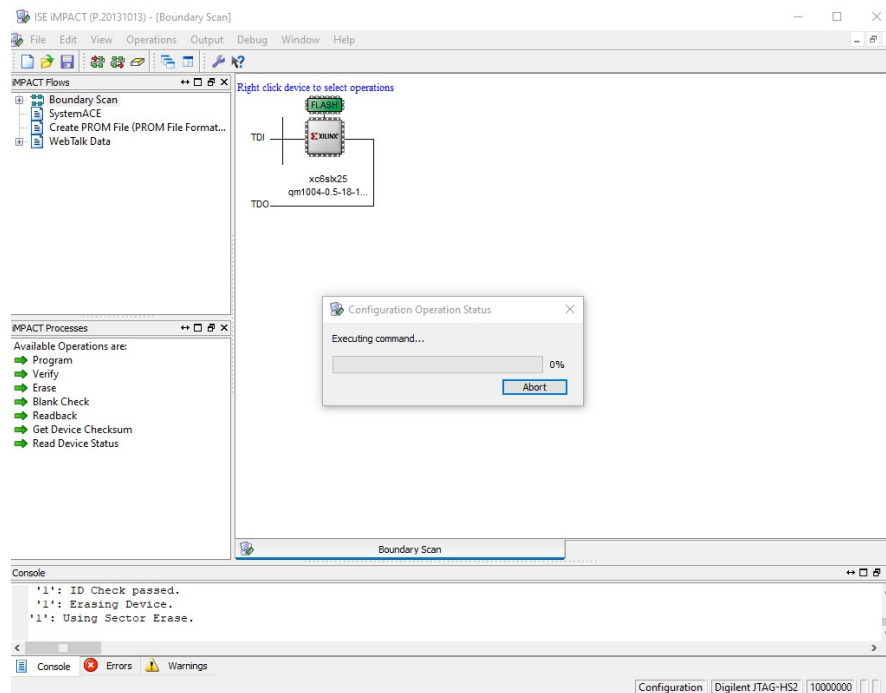 ISE iMPACT (P.20131013) - [Boundary Scan]
File Edit View Operations Output Debug Window Help
iMPACT Flows
Boundary Scan
SystemACE
Create PROM File (PROM File Format...
WebTalk Data
Right click device to select operations
FLASH
TDI
XILINX
xc6slx25
qm1004-0.5-18-1...
TDO
Configuration Operation Status
Executing command...
0%
Abort
iMPACT Processes
Available Operations are:
Program
Verify
Erase
Blank Check
Readback
Get Device Checksum
Read Device Status
Boundary Scan
Console
'1': ID Check passed.
'1': Erasing Device.
'1': Using Sector Erase.
Console Errors Warnings
Configuration Digilent JTAG-HS2 10000000